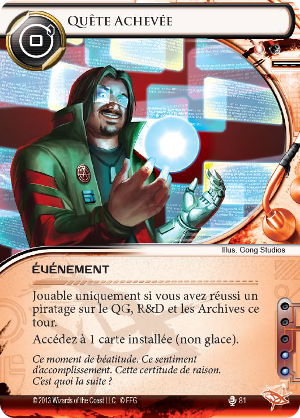 QUÊTE ACHEVÉE
0
Illus. Gong Studios
ÉVÉNEMENT
Jouable uniquement si vous avez réussi un
piratage sur le QG, R&D et les Archives ce
tour.
Accédez à 1 carte installée (non glace).
Ce moment de béatitude. Ce sentiment
d'accomplissement. Cette certitude de raison.
C'est quoi la suite ?
©2013 Wizards of the Coast LLC. © FFG
81